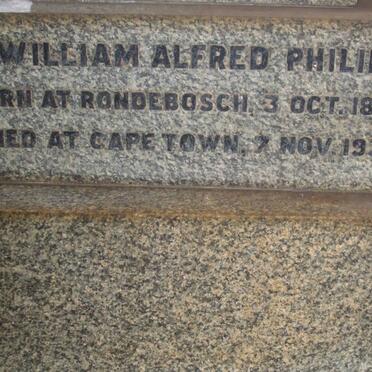 WILLIAM ALFRED PHILI
RN AT RONDEBOSCH, 3 OCT. 18
IED AT CAPE TOWN, 7 NOV. 19